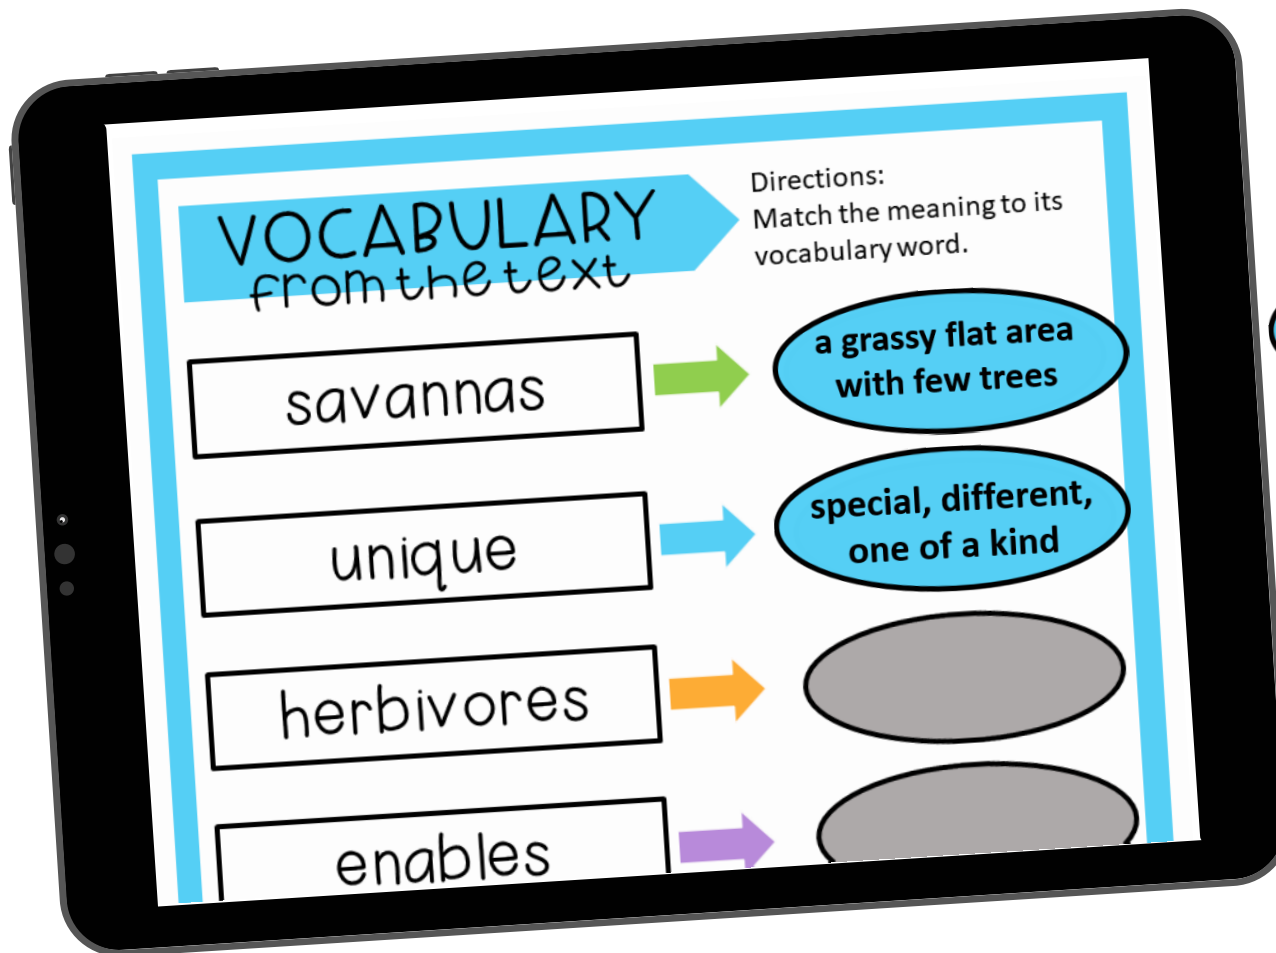 VOCABULARY
from the text
Directions:
Match the meaning to its
vocabulary word.
savannas
a grassy flat area
with few trees
unique
special, different,
one of a kind
herbivores
enables